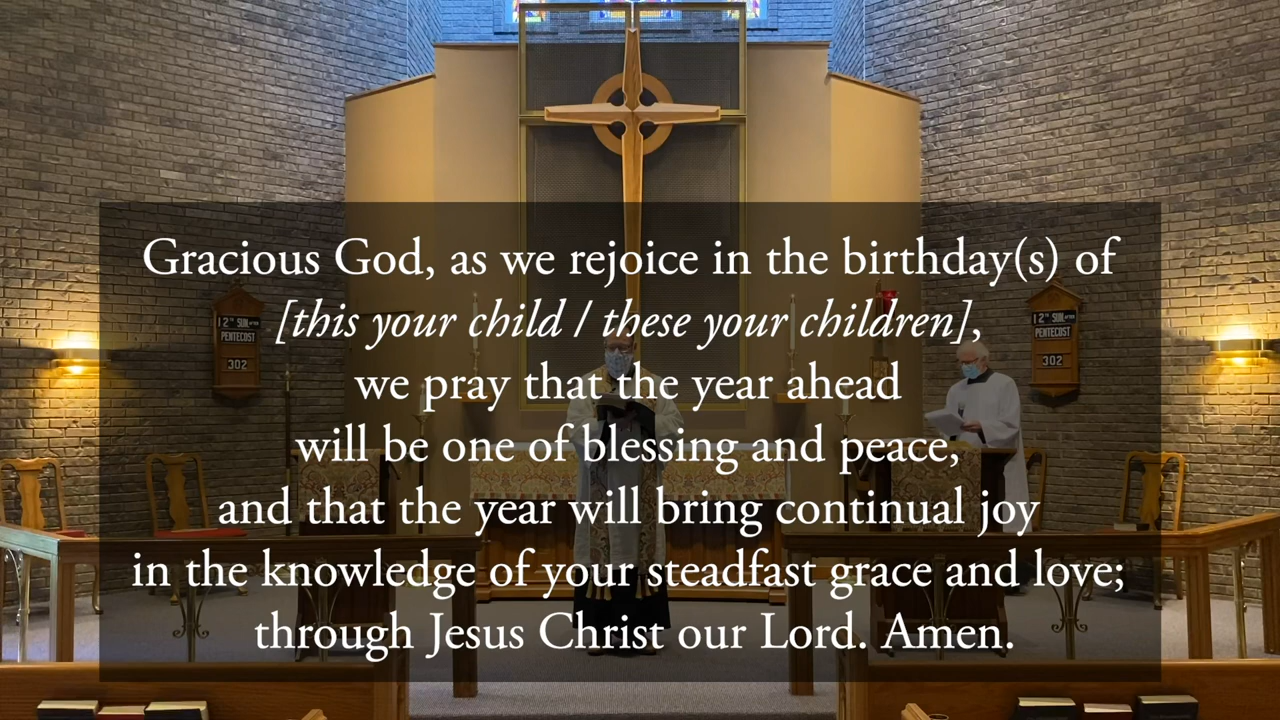 Gracious God, as we rejoice in the birthday(s) of
[this your child / these your children],
we pray that the year ahead
will be one of blessing and peace,
and that the year will bring continual joy
in the knowledge of your steadfast grace and love;
through Jesus Christ our Lord. Amen.
12TH SUN. AFTER
PENTECOST
302
12TH SUN. AFTER
PENTECOST
302